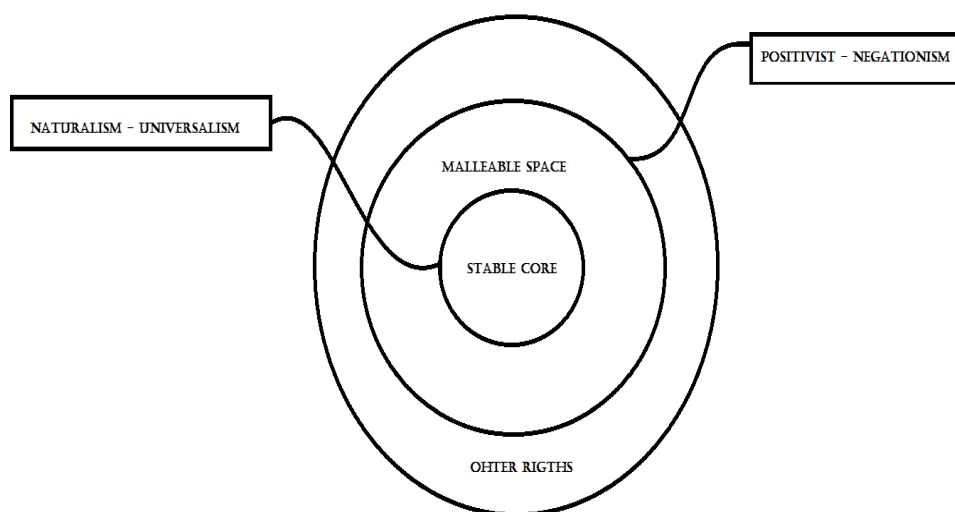 POSITIVIST - NEGATIONISM
NATURALISM - UNIVERSALISM
MALLEABLE SPACE
STABLE CORE
OHTER RIGTHS